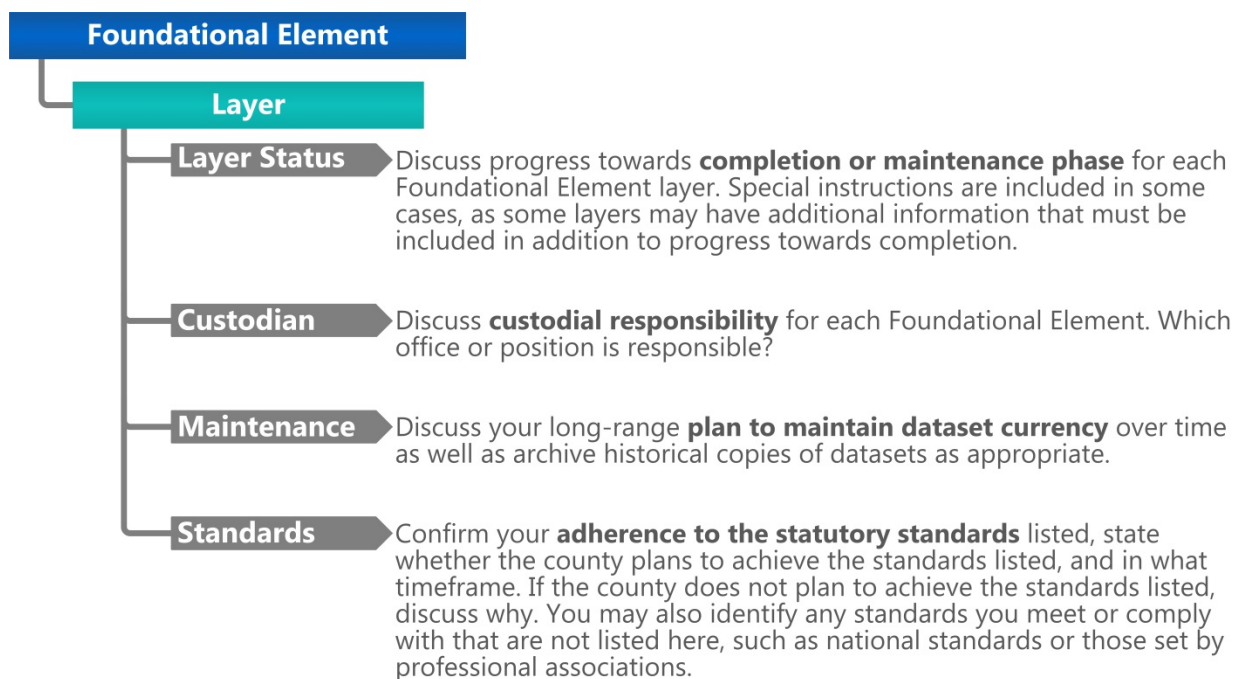 Foundational Element
Layer
Layer Status
Discuss progress towards completion or maintenance phase for each
Foundational Element layer. Special instructions are included in some
cases, as some layers may have additional information that must be
included in addition to progress towards completion.
Custodian
Discuss custodial responsibility for each Foundational Element. Which
office or position is responsible?
Maintenance
Discuss your long-range plan to maintain dataset currency over time
as well as archive historical copies of datasets as appropriate.
Standards
Confirm your adherence to the statutory standards listed, state
whether the county plans to achieve the standards listed, and in what
timeframe. If the county does not plan to achieve the standards listed,
discuss why. You may also identify any standards you meet or comply
with that are not listed here, such as national standards or those set by
professional associations.